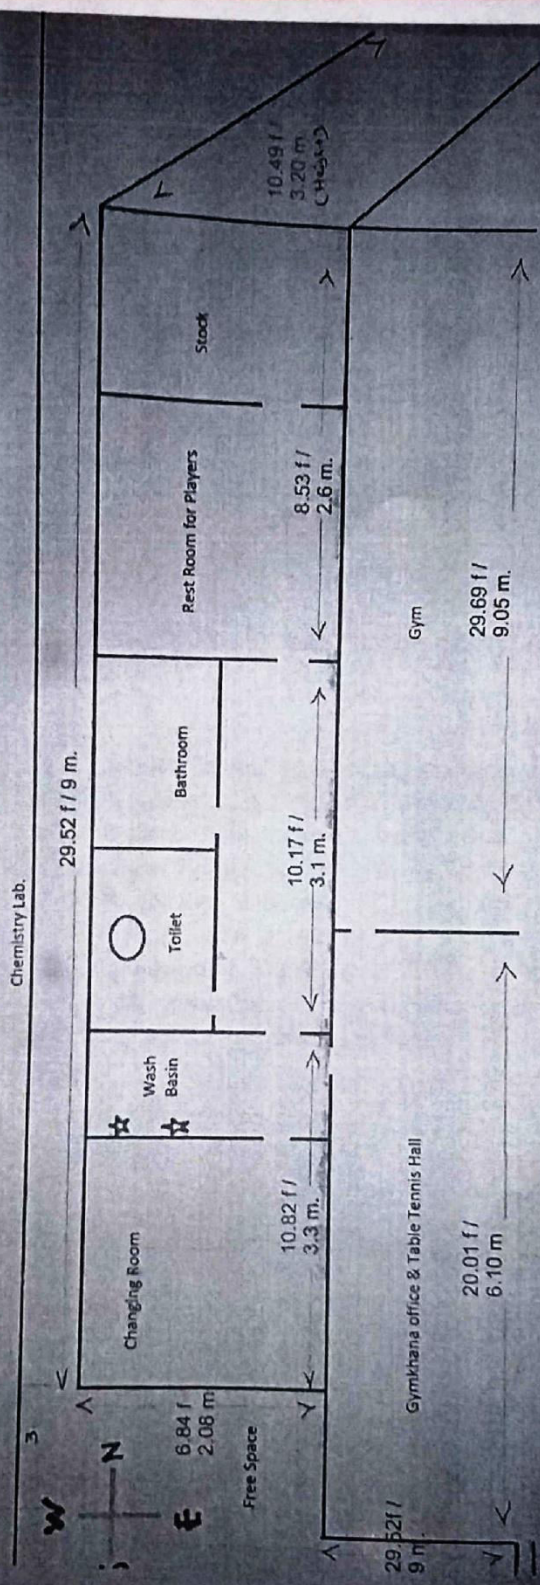 Chemistry Lab.
3
29.52 f / 9 m.
W
N
E
6.84 f
2.08 m
Free Space
Changing Room
Wash
Basin
Toilet
Bathroom
Rest Room for Players
Stock
10.49 f /
3.20 m
(Height)
10.82 f /
3.3 m.
10.17 f /
3.1 m.
8.53 f /
2.6 m.
29.52f /
9 m.
Gymkhana office & Table Tennis Hall
Gym
20.01 f /
6.10 m
29.69 f /
9.05 m.